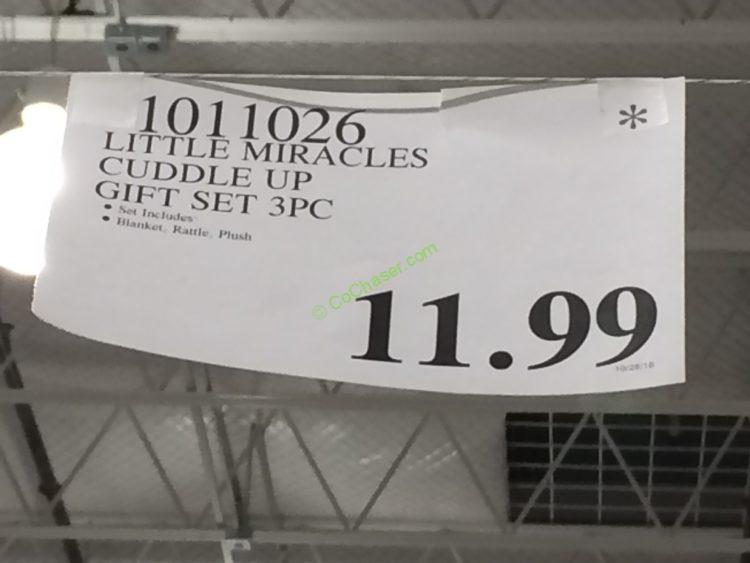 1011026 *
LITTLE MIRACLES
CUDDLE UP
GIFT SET 3PC
• Set Includes
• Blanket, Rattle, Plush
© CoChaser.com
11.99